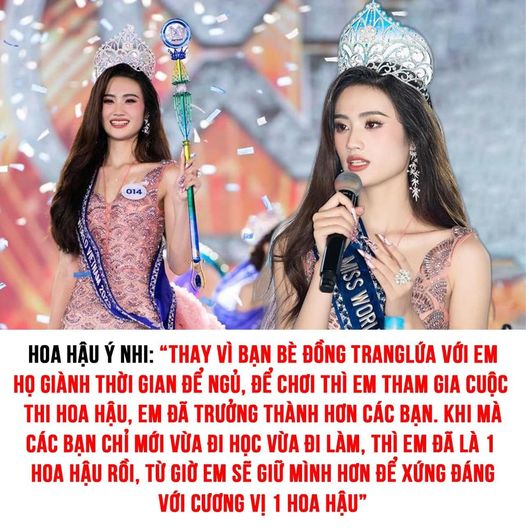 014
MISS WORL
HOA HẬU Ý NHI: “THAY VÌ BẠN BÈ ĐỒNG TRANGLỨA VỚI EM
HỌ GIÀNH THỜI GIAN ĐỂ NGỦ, ĐỂ CHƠI THÌ EM THAM GIA CUỘC
THI HOA HẬU, EM ĐÃ TRƯỞNG THÀNH HƠN CÁC BẠN. KHI MÀ
CÁC BẠN CHỈ MỚI VỪA ĐI HỌC VỪA ĐI LÀM, THÌ EM ĐÃ LÀ 1
HOA HẬU RỒI, TỪ GIỜ EM SẼ GIỮ MÌNH HƠN ĐỂ XỨNG ĐÁNG
VỚI CƯƠNG VỊ 1 HOA HẬU”